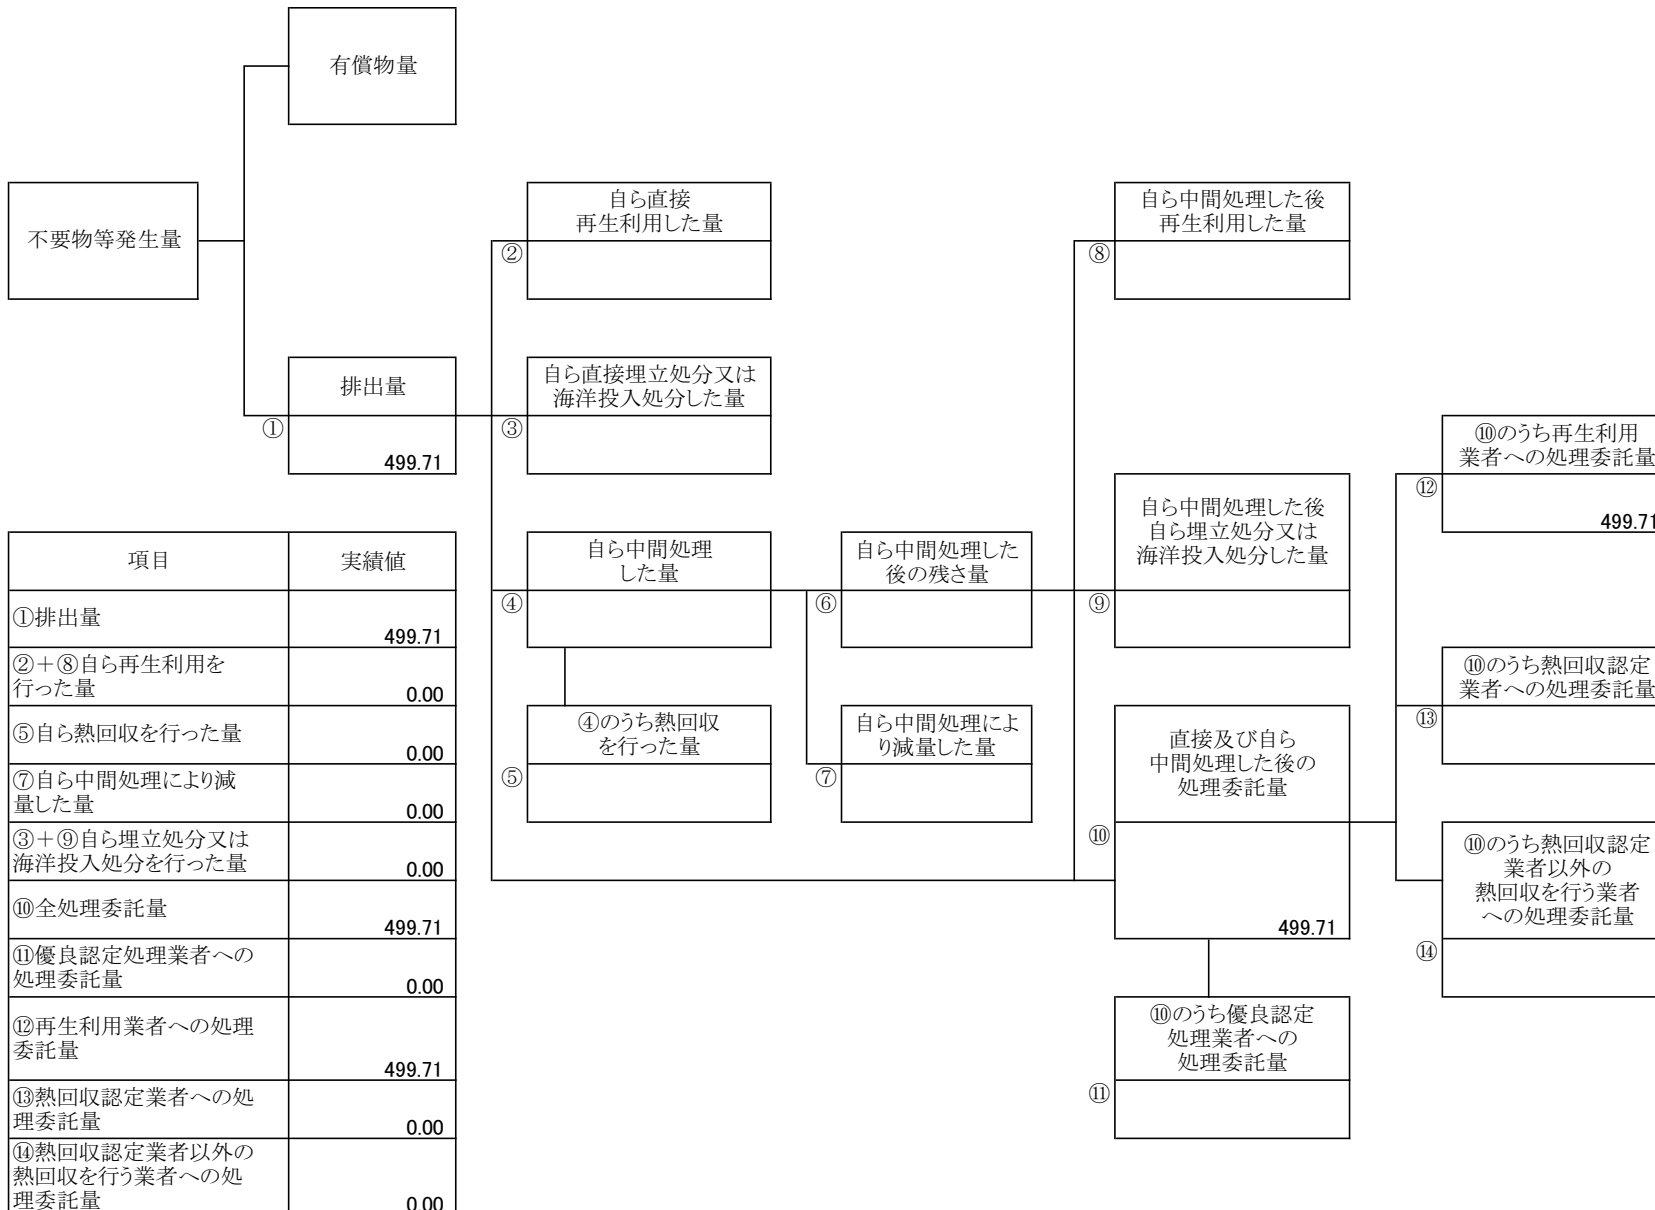 有償物量
不要物等発生量
自ら直接
再生利用した量
②
自ら中間処理した後
再生利用した量
⑧
排出量
①
499.71
自ら直接埋立処分又は
海洋投入処分した量
③
⑩のうち再生利用
業者への処理委託量
⑫
499.71
自ら中間処理した後
自ら埋立処分又は
海洋投入処分した量
⑨
自ら中間処理
した量
④
自ら中間処理した
後の残さ量
⑥
⑩のうち熱回収認定
業者への処理委託量
⑬
④のうち熱回収
を行った量
⑤
自ら中間処理によ
り減量した量
⑦
直接及び自ら
中間処理した後の
処理委託量
⑩
499.71
⑩のうち熱回収認定
業者以外の
熱回収を行う業者
への処理委託量
⑭
⑩のうち優良認定
処理業者への
処理委託量
⑪
項目 実績値
①排出量
499.71
②+⑧自ら再生利用を
行った量
0.00
⑤自ら熱回収を行った量
0.00
⑦自ら中間処理により減
量した量
0.00
③+⑨自ら埋立処分又は
海洋投入処分を行った量
0.00
⑩全処理委託量
499.71
⑪優良認定処理業者への
処理委託量
0.00
⑫再生利用業者への処理
委託量
499.71
⑬熱回収認定業者への処
理委託量
0.00
⑭熱回収認定業者以外の
熱回収を行う業者への処
理委託量
0.00